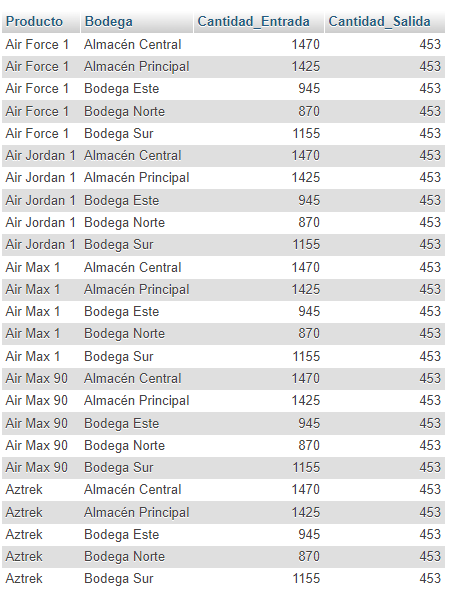 Producto Bodega Cantidad_Entrada Cantidad_Salida
Air Force 1 Almacén Central 1470 453
Air Force 1 Almacén Principal 1425 453
Air Force 1 Bodega Este 945 453
Air Force 1 Bodega Norte 870 453
Air Force 1 Bodega Sur 1155 453
Air Jordan 1 Almacén Central 1470 453
Air Jordan 1 Almacén Principal 1425 453
Air Jordan 1 Bodega Este 945 453
Air Jordan 1 Bodega Norte 870 453
Air Jordan 1 Bodega Sur 1155 453
Air Max 1 Almacén Central 1470 453
Air Max 1 Almacén Principal 1425 453
Air Max 1 Bodega Este 945 453
Air Max 1 Bodega Norte 870 453
Air Max 1 Bodega Sur 1155 453
Air Max 90 Almacén Central 1470 453
Air Max 90 Almacén Principal 1425 453
Air Max 90 Bodega Este 945 453
Air Max 90 Bodega Norte 870 453
Air Max 90 Bodega Sur 1155 453
Aztrek Almacén Central 1470 453
Aztrek Almacén Principal 1425 453
Aztrek Bodega Este 945 453
Aztrek Bodega Norte 870 453
Aztrek Bodega Sur 1155 453